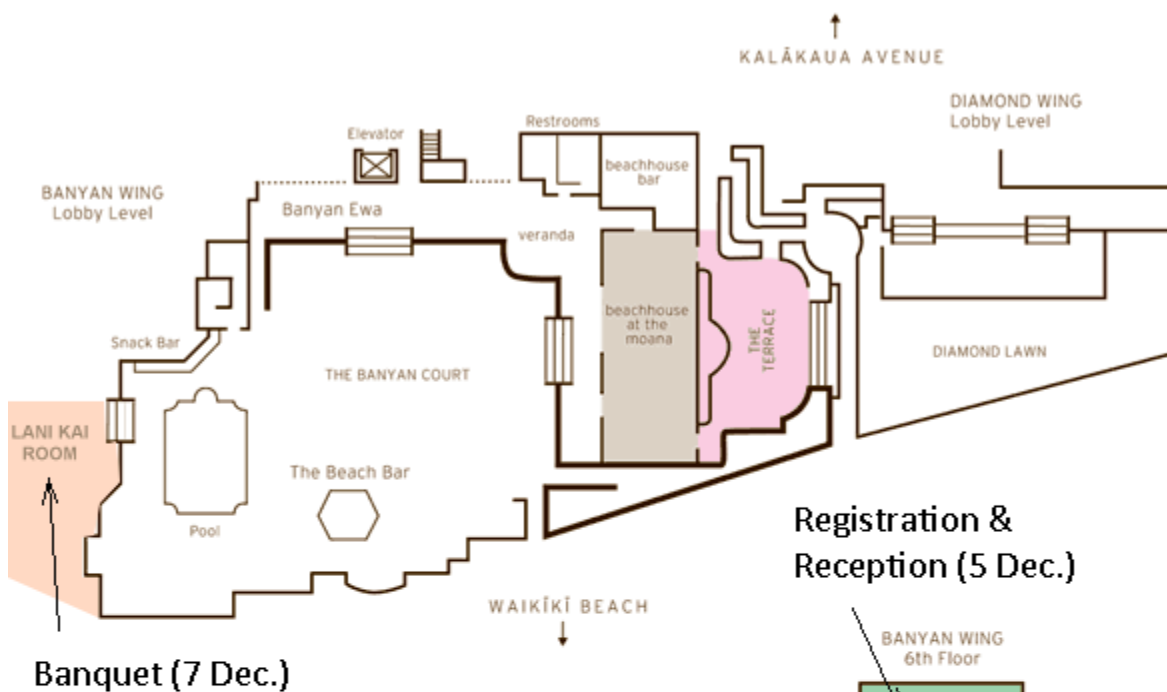 KALĀKAUA AVENUE
DIAMOND WING
Lobby Level
Restrooms
Elevator
beachhouse
bar
BANYAN WING
Lobby Level
Banyan Ewa
veranda
beachhouse
at the
moana
THE
TERRACE
Snack Bar
THE BANYAN COURT
DIAMOND LAWN
LANI KAI
ROOM
The Beach Bar
Pool
Registration &
Reception (5 Dec.)
WAIKĪKĪ BEACH
BANYAN WING
6th Floor
Banquet (7 Dec.)